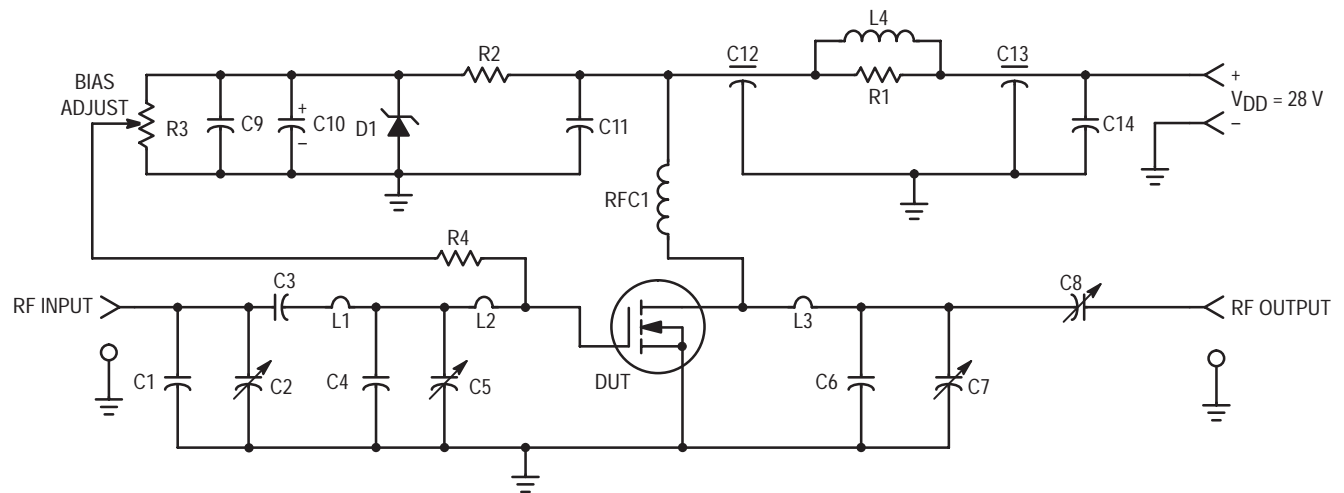 L4
R2
C12
C13
BIAS
ADJUST
R1
+
VDD = 28 V
–
R3
C9
+
C10
–
D1
C11
C14
RFC1
R4
C3
RF INPUT
L1
L2
L3
C8
RF OUTPUT
C1
C2
C4
C5
DUT
C6
C7